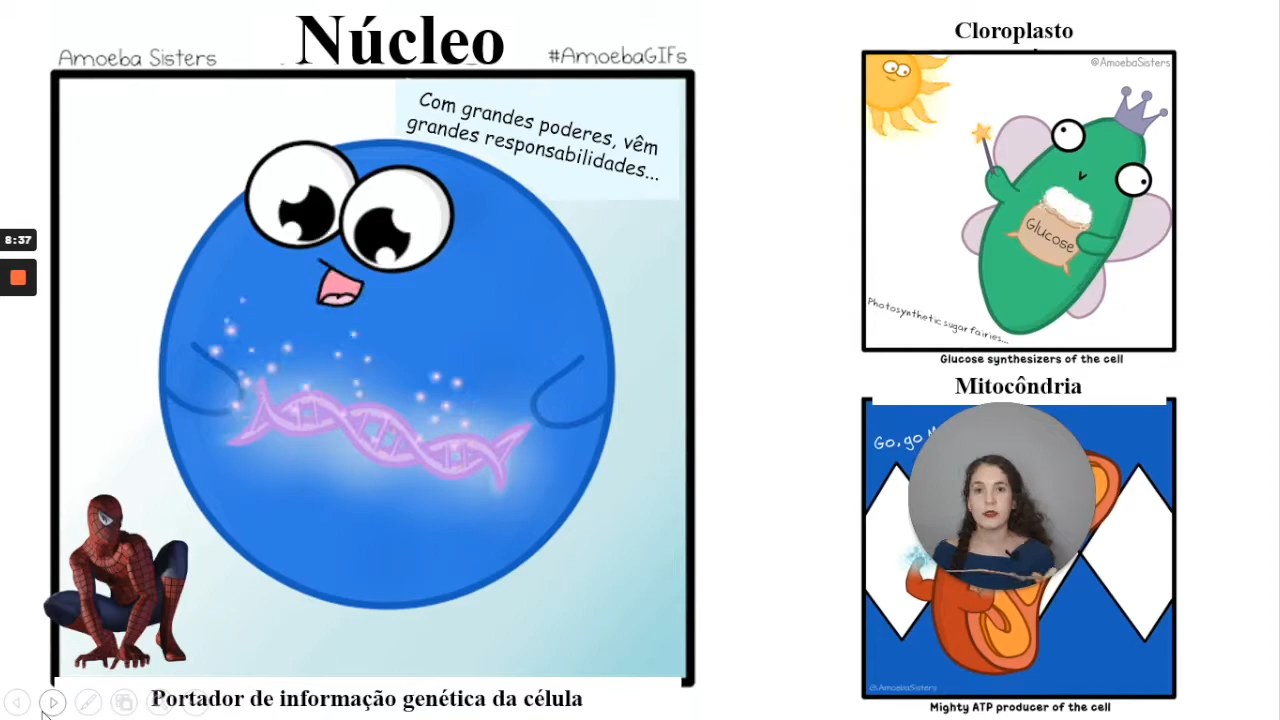 Núcleo
Amoeba Sisters
#AmoebaGIFs
Com grandes poderes, vêm
grandes responsabilidades...
8:37
Portador de informação genética da célula
Cloroplasto
@AmoebaSisters
Glucose
Photosynthetic sugar fairies...
Glucose synthesizers of the cell
Mitocôndria
Go, go
@AmoebaSisters
Mighty ATP producer of the cell